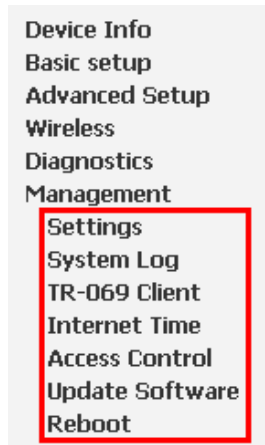 Device Info
Basic setup
Advanced Setup
Wireless
Diagnostics
Management
Settings
System Log
TR-069 Client
Internet Time
Access Control
Update Software
Reboot